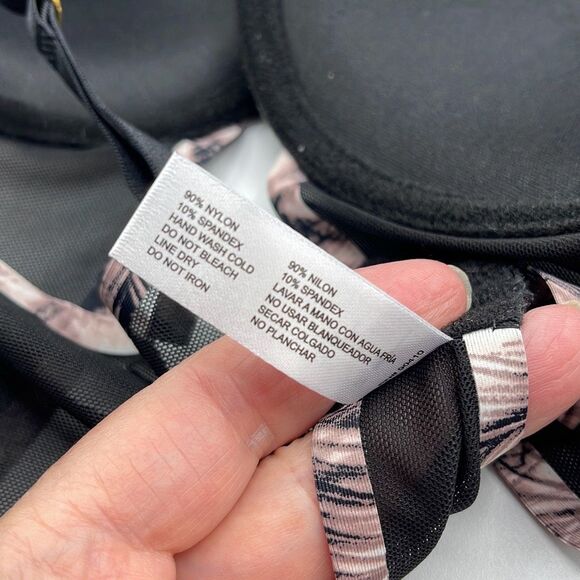 90% NYLON
10% SPANDEX
HAND WASH COLD
DO NOT BLEACH
LINE DRY
DO NOT IRON
90% NILON
10% SPANDEX
LAVAR A MANO CON AGUA FRÍA
NO USAR BLANQUEADOR
SECAR COLGADO
NO PLANCHAR